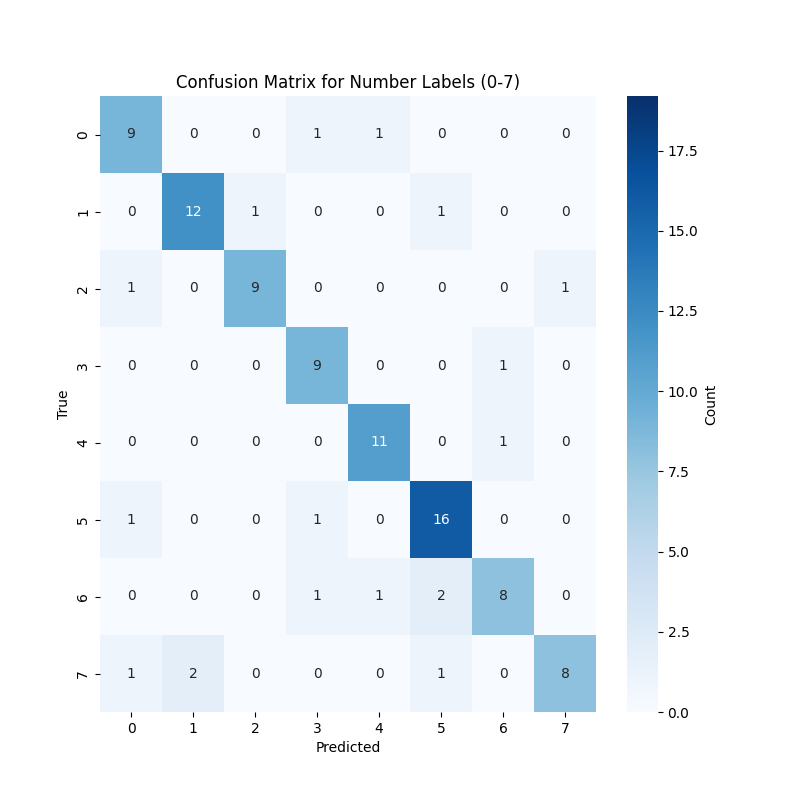 Confusion Matrix for Number Labels (0-7)
0 9 0 0 1 1 0 0 0
1 0 12 1 0 0 1 0 0
2 1 0 9 0 0 0 0 1
3 0 0 0 9 0 0 1 0
4 0 0 0 0 11 0 1 0
5 1 0 0 1 0 16 0 0
6 0 0 0 1 1 2 8 0
7 1 2 0 0 0 1 0 8
0 1 2 3 4 5 6 7
Predicted
True
17.5
15.0
12.5
10.0
7.5
5.0
2.5
0.0
Count